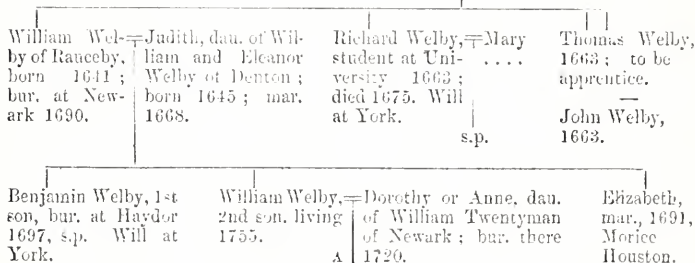 William Wel-
by of Rauceby,
born 1641;
bur. at New-
ark 1690.
Judith, dau. of Wil-
liam and Eleanor
Welby of Denton;
born 1645; mar.
1668.
Richard Welby,
student at Uni-
versity 1663;
died 1675. Will
at York.
Mary
....
s.p.
Thomas Welby,
1663; to be
apprentice.
—
John Welby,
1663.
Benjamin Welby, 1st
son, bur. at Haydor
1697, s.p. Will at
York.
William Welby,
2nd son. living
1755.
A
Dorothy or Anne, dau.
of William Twentyman
of Newark; bur. there
1720.
Elizabeth,
mar., 1691,
Morice
Houston.